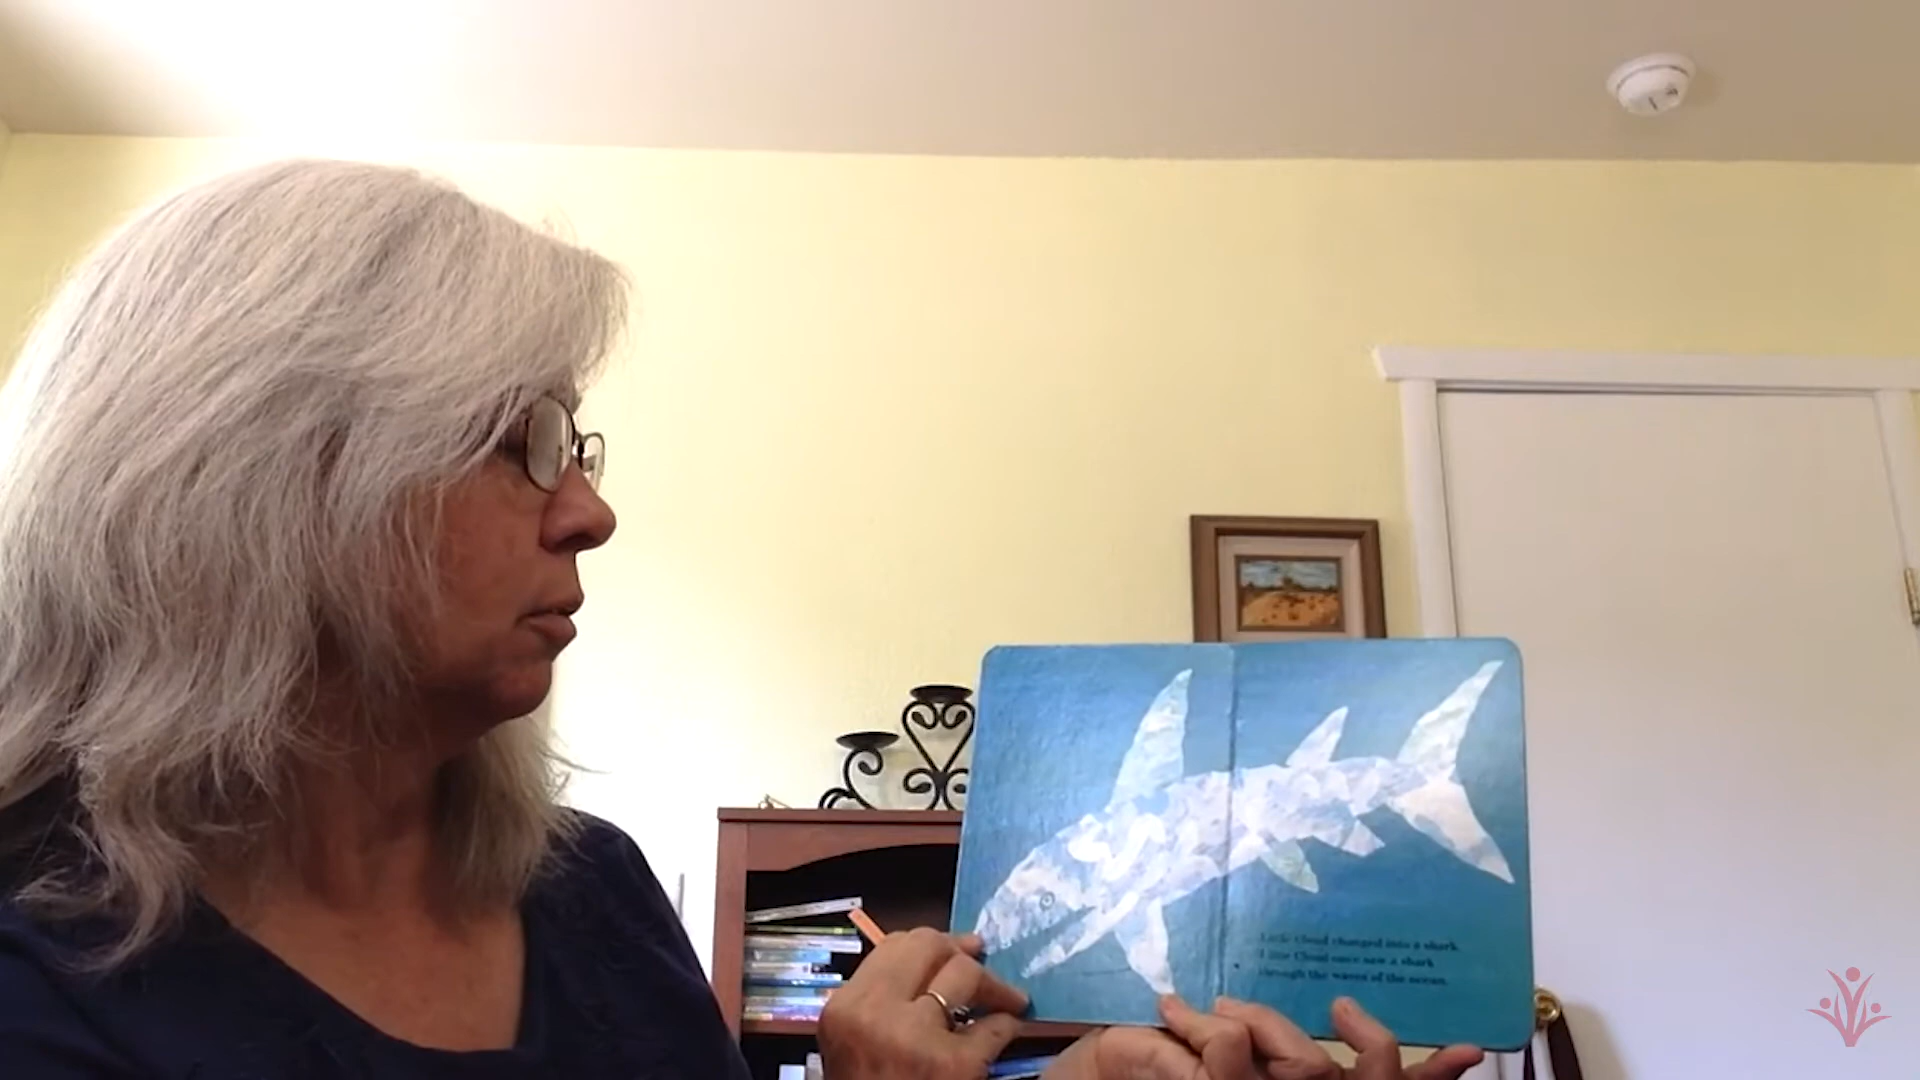 Little Cloud changed into a shark.
Little Cloud once saw a shark
through the waves of the ocean.